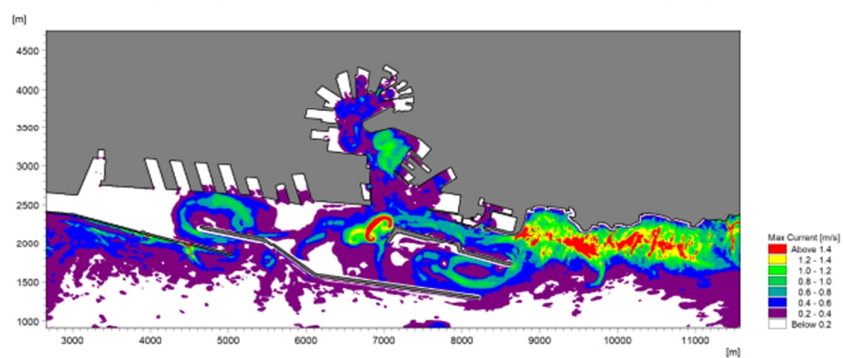 [m]
4500
4000
3500
3000
2500
2000
1500
1000
3000 4000 5000 6000 7000 8000 9000 10000 11000
[m]
Max Current [m/s]
Above 1.4
1.2 - 1.4
1.0 - 1.2
0.8 - 1.0
0.6 - 0.8
0.4 - 0.6
0.2 - 0.4
Below 0.2